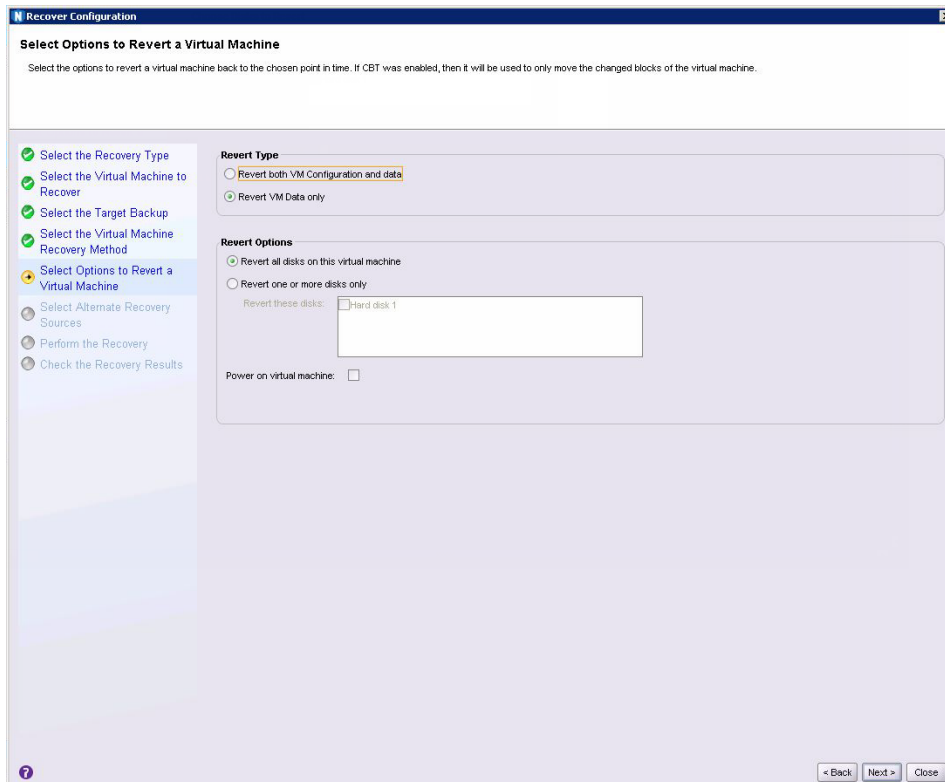 N Recover Configuration
Select Options to Revert a Virtual Machine
Select the options to revert a virtual machine back to the chosen point in time. If CBT was enabled, then it will be used to only move the changed blocks of the virtual machine.
Select the Recovery Type
Select the Virtual Machine to
Recover
Select the Target Backup
Select the Virtual Machine
Recovery Method
Select Options to Revert a
Virtual Machine
Select Alternate Recovery
Sources
Perform the Recovery
Check the Recovery Results
Revert Type
Revert both VM Configuration and data
Revert VM Data only
Revert Options
Revert all disks on this virtual machine
Revert one or more disks only
Revert these disks: Hard disk 1
Power on virtual machine:
? < Back Next > Close